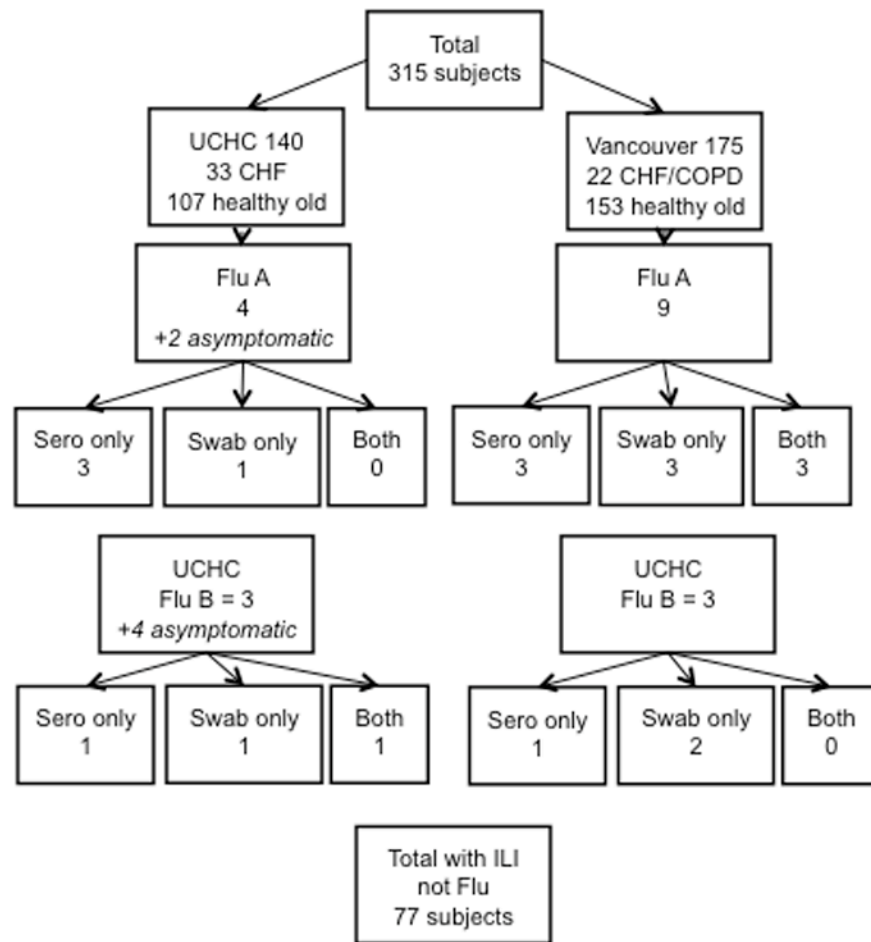 Total
315 subjects
UCHC 140
33 CHF
107 healthy old
Vancouver 175
22 CHF/COPD
153 healthy old
Flu A
4
+2 asymptomatic
Flu A
9
Sero only
3
Swab only
1
Both
0
Sero only
3
Swab only
3
Both
3
UCHC
Flu B = 3
+4 asymptomatic
UCHC
Flu B = 3
Sero only
1
Swab only
1
Both
1
Sero only
1
Swab only
2
Both
0
Total with ILI
not Flu
77 subjects